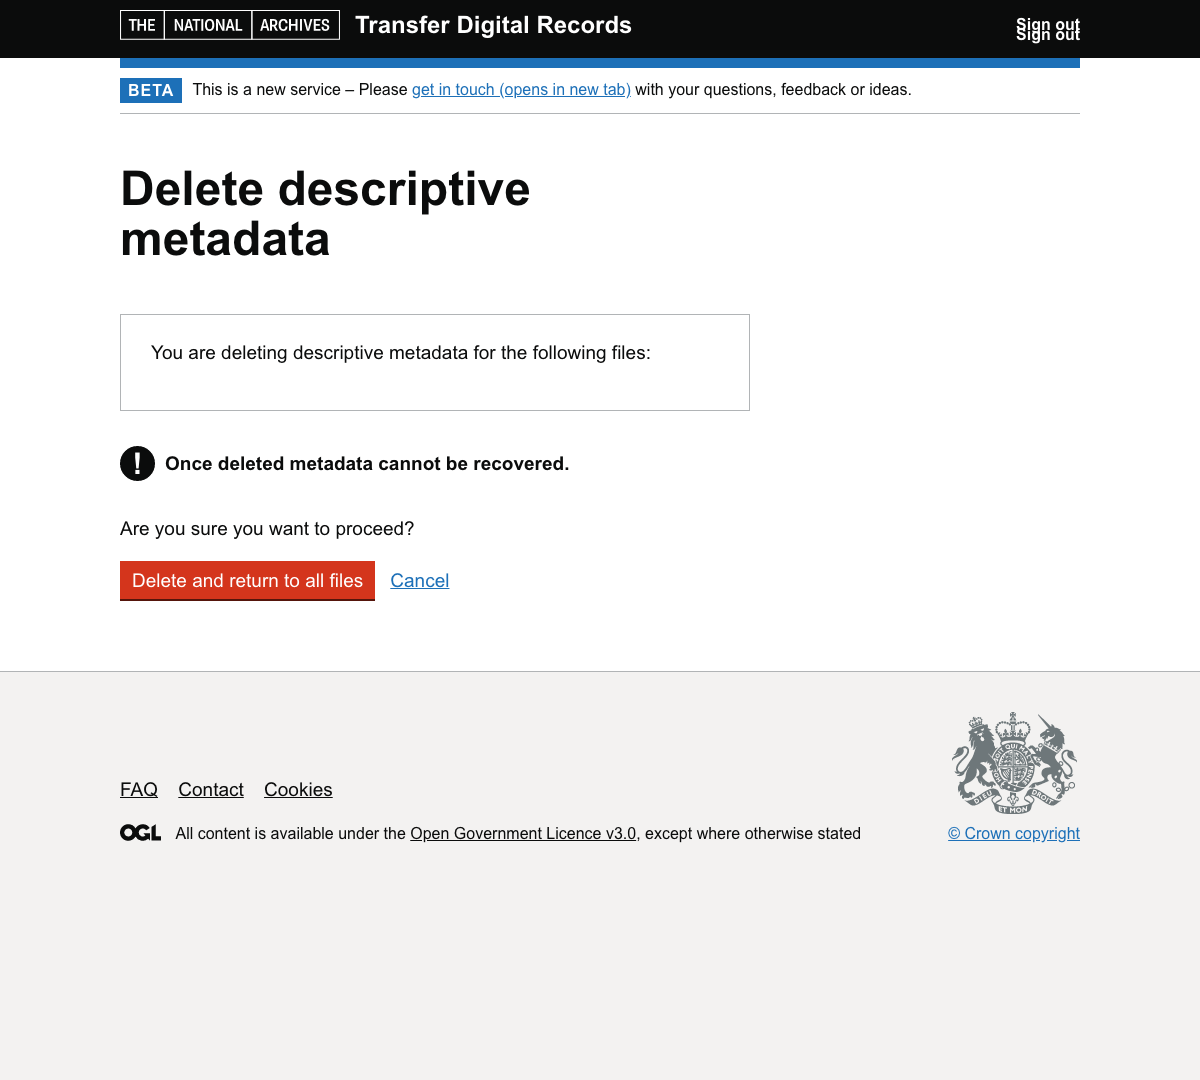 THE NATIONAL ARCHIVES Transfer Digital Records
Sign out
Sign out
BETA This is a new service – Please get in touch (opens in new tab) with your questions, feedback or ideas.
Delete descriptive
metadata
You are deleting descriptive metadata for the following files:
! Once deleted metadata cannot be recovered.
Are you sure you want to proceed?
Delete and return to all files Cancel
FAQ Contact Cookies
DIEU ET MON DROIT
OGL All content is available under the Open Government Licence v3.0, except where otherwise stated
© Crown copyright